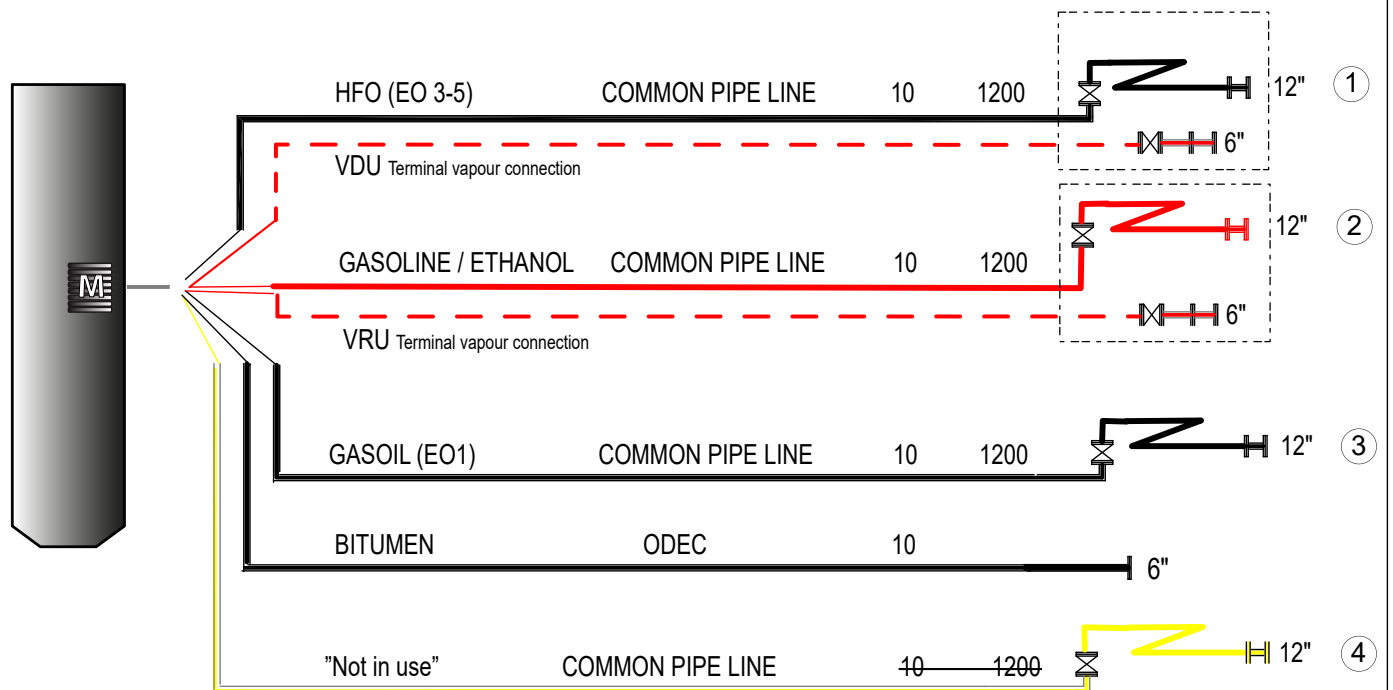 HFO (EO 3-5) COMMON PIPE LINE 10 1200 12" 1
VDU Terminal vapour connection 6"
GASOLINE / ETHANOL COMMON PIPE LINE 10 1200 12" 2
VRU Terminal vapour connection 6"
M
GASOIL (EO1) COMMON PIPE LINE 10 1200 12" 3
BITUMEN ODEC 10 6"
”Not in use” COMMON PIPE LINE 10 1200 12" 4